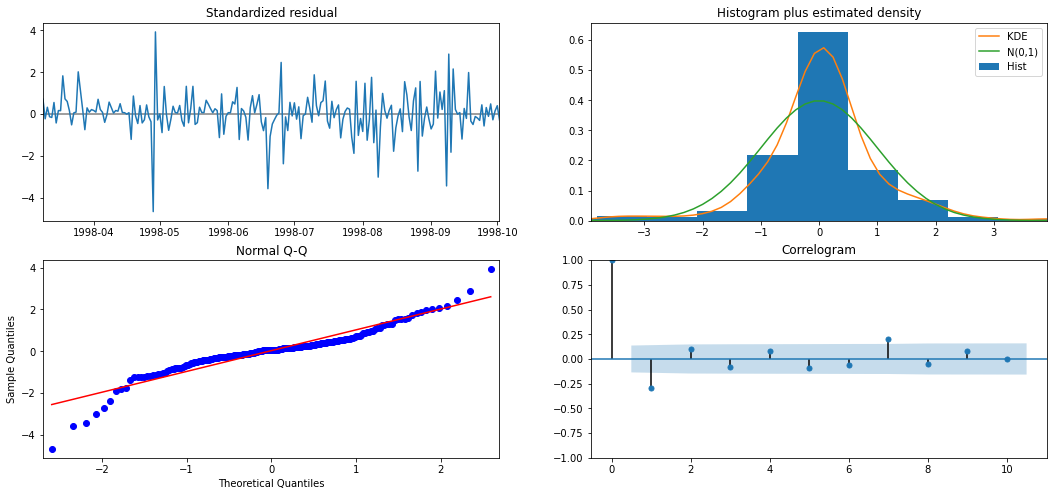 Standardized residual
4
2
0
−2
−4
1998-04 1998-05 1998-06 1998-07 1998-08 1998-09 1998-10
Histogram plus estimated density
KDE
N(0,1)
Hist
0.6
0.5
0.4
0.3
0.2
0.1
0.0
−3 −2 −1 0 1 2 3
Normal Q-Q
Sample Quantiles
4
2
0
−2
−4
−2 −1 0 1 2
Theoretical Quantiles
Correlogram
1.00
0.75
0.50
0.25
0.00
−0.25
−0.50
−0.75
−1.00
0 2 4 6 8 10